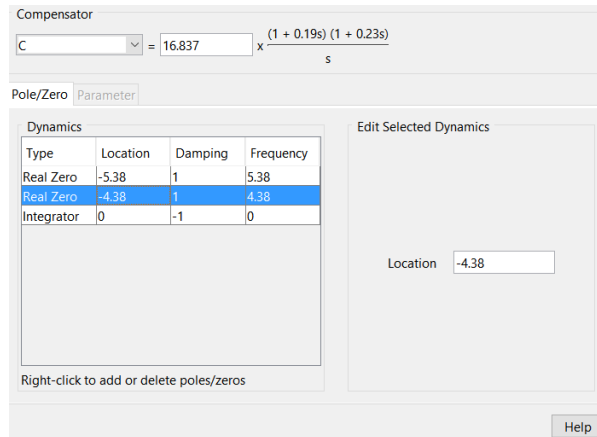 Compensator
C = 16.837 x (1 + 0.19s) (1 + 0.23s)
s
Pole/Zero Parameter
Dynamics
Edit Selected Dynamics
Type Location Damping Frequency
Real Zero -5.38 1 5.38
Real Zero -4.38 1 4.38
Integrator 0 -1 0
Location -4.38
Right-click to add or delete poles/zeros
Help